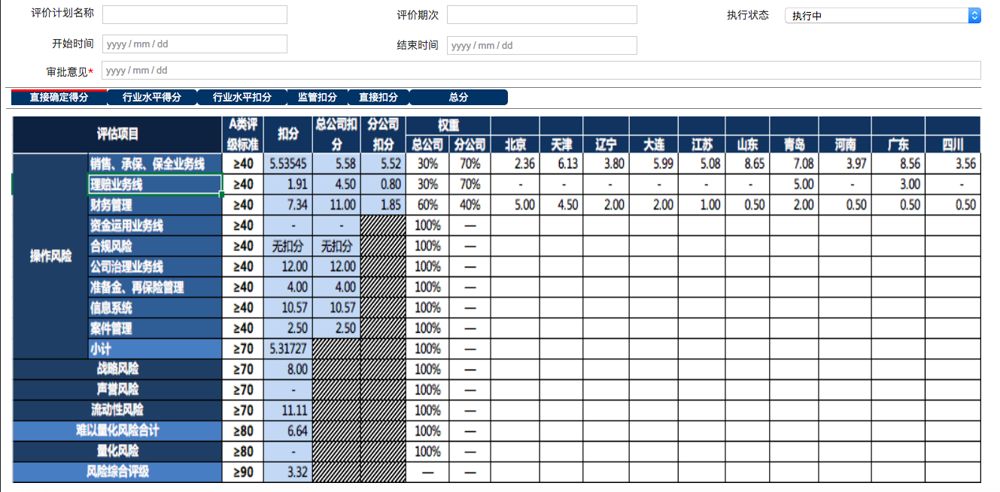 评价计划名称 评价期次 执行状态 执行中
开始时间 yyyy / mm / dd 结束时间 yyyy / mm / dd
审批意见* yyyy / mm / dd
直接确定得分 行业水平得分 行业水平扣分 监管扣分 直接扣分 总分
评估项目 A类评级标准 扣分 总公司扣分 分公司扣分 权重
总公司 分公司 北京 天津 辽宁 大连 江苏 山东 青岛 河南 广东 四川
操作风险
销售、承保、保全业务线 ≥40 5.53545 5.58 5.52 30% 70% 2.36 6.13 3.80 5.99 5.08 8.65 7.08 3.97 8.56 3.56
理赔业务线 ≥40 1.91 4.50 0.80 30% 70% - - - - - - 5.00 - 3.00 -
财务管理 ≥40 7.34 11.00 1.85 60% 40% 5.00 4.50 2.00 2.00 1.00 0.50 2.00 0.50 0.50 0.50
资金运用业务线 ≥40 - - 100% —
合规风险 ≥40 无扣分 无扣分 100% —
公司治理业务线 ≥40 12.00 12.00 100% —
准备金、再保险管理 ≥40 4.00 4.00 100% —
信息系统 ≥40 10.57 10.57 100% —
案件管理 ≥40 2.50 2.50 100% —
小计 ≥70 5.31727 100% —
战略风险 ≥70 8.00 100% —
声誉风险 ≥70 - 100% —
流动性风险 ≥70 11.11 100% —
难以量化风险合计 ≥80 6.64 100% —
量化风险 ≥80 - 100% —
风险综合评级 ≥90 3.32 — —